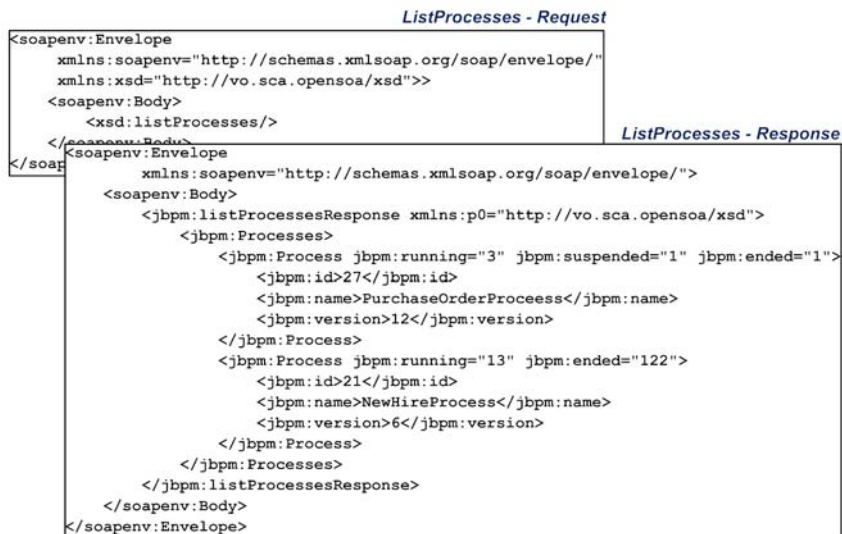 ListProcesses - Request
<soapenv:Envelope
xmlns:soapenv="http://schemas.xmlsoap.org/soap/envelope/"
xmlns:xsd="http://vo.sca.opensoa/xsd">>
<soapenv:Body>
<xsd:listProcesses/>
</soapenv:Body>
</soap
ListProcesses - Response
<soapenv:Envelope
xmlns:soapenv="http://schemas.xmlsoap.org/soap/envelope/">
<soapenv:Body>
<jbpm:listProcessesResponse xmlns:p0="http://vo.sca.opensoa/xsd">
<jbpm:Processes>
<jbpm:Process jbpm:running="3" jbpm:suspended="1" jbpm:ended="1">
<jbpm:id>27</jbpm:id>
<jbpm:name>PurchaseOrderProceess</jbpm:name>
<jbpm:version>12</jbpm:version>
</jbpm:Process>
<jbpm:Process jbpm:running="13" jbpm:ended="122">
<jbpm:id>21</jbpm:id>
<jbpm:name>NewHireProcess</jbpm:name>
<jbpm:version>6</jbpm:version>
</jbpm:Process>
</jbpm:Processes>
</jbpm:listProcessesResponse>
</soapenv:Body>
</soapenv:Envelope>